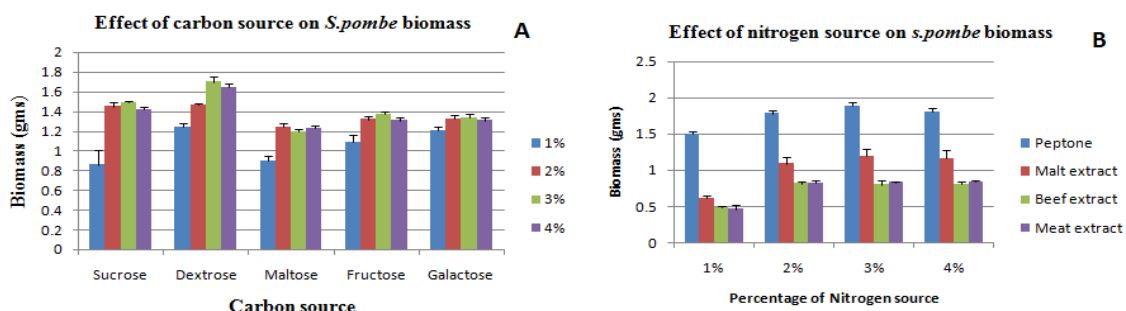 Effect of carbon source on S.pombe biomass
A
Biomass (gms)
2
1.8
1.6
1.4
1.2
1
0.8
0.6
0.4
0.2
0
Sucrose Dextrose Maltose Fructose Galactose
Carbon source
1%
2%
3%
4%
Effect of nitrogen source on s.pombe biomass
B
Biomass (gms)
2.5
2
1.5
1
0.5
0
1% 2% 3% 4%
Percentage of Nitrogen source
Peptone
Malt extract
Beef extract
Meat extract